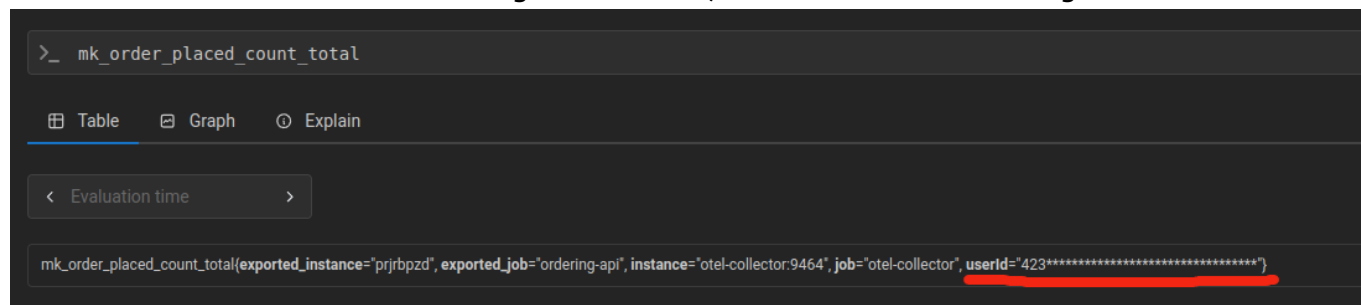 >_ mk_order_placed_count_total
Table Graph Explain
< Evaluation time >
mk_order_placed_count_total{exported_instance="prjrbpzd", exported_job="ordering-api", instance="otel-collector:9464", job="otel-collector", userId="423*********************************"}